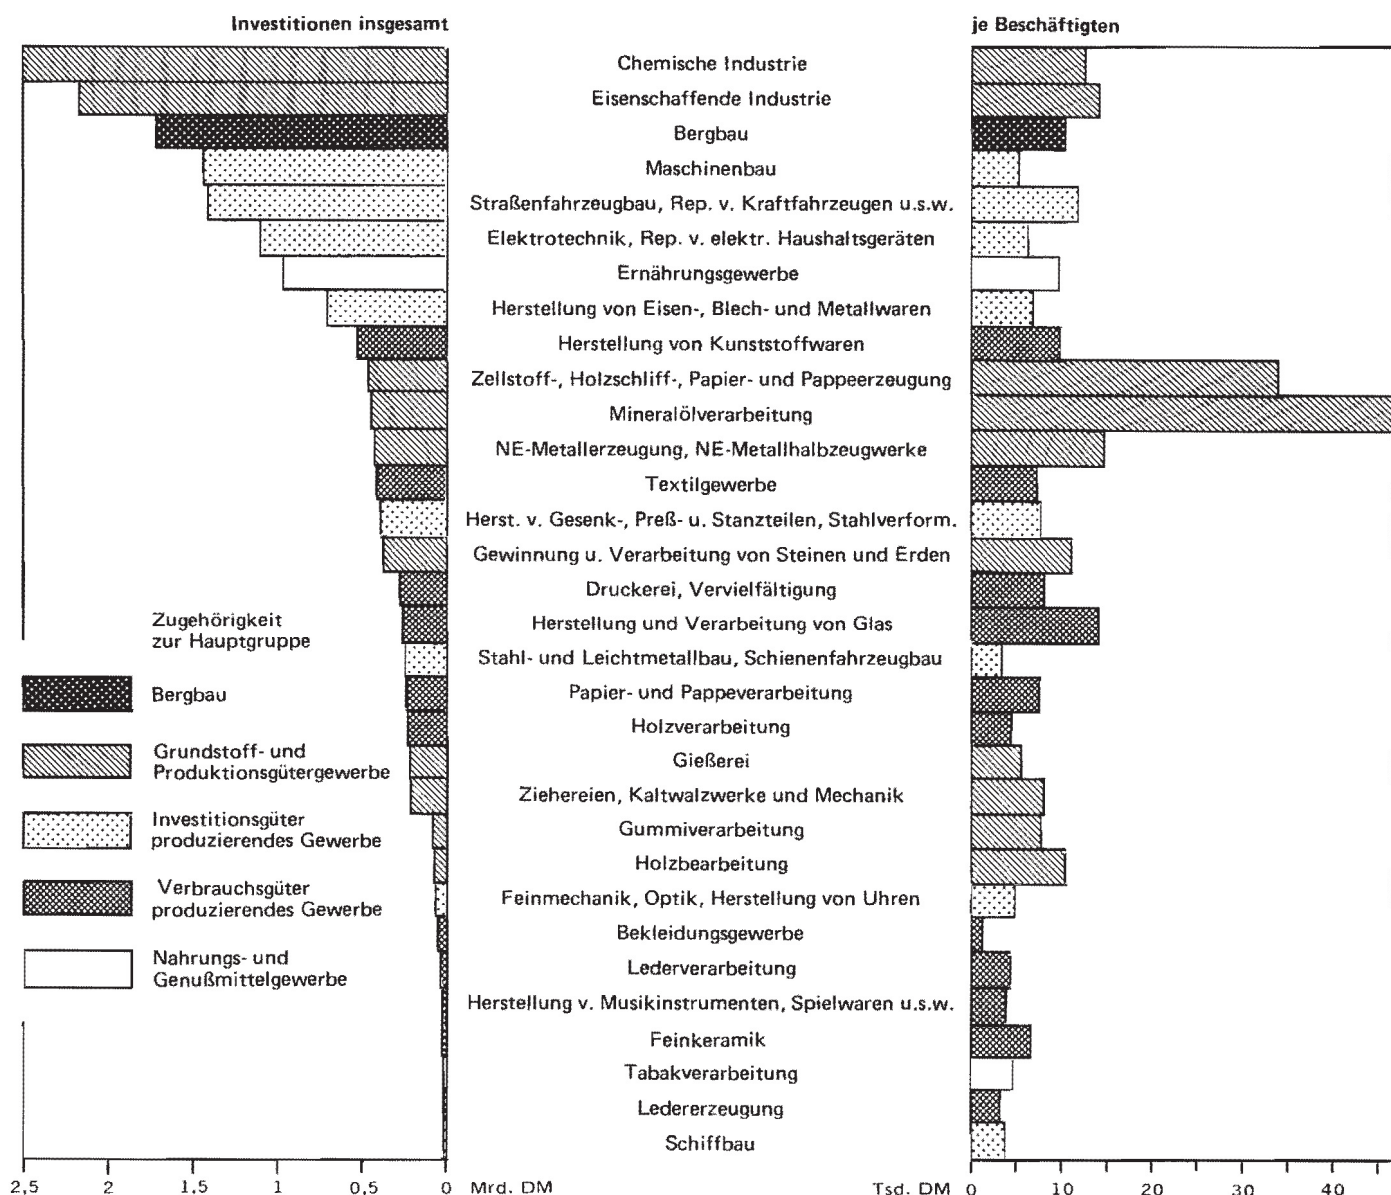 Investitionen insgesamt
je Beschäftigten
Chemische Industrie
Eisenschaffende Industrie
Bergbau
Maschinenbau
Straßenfahrzeugbau, Rep. v. Kraftfahrzeugen u.s.w.
Elektrotechnik, Rep. v. elektr. Haushaltsgeräten
Ernährungsgewerbe
Herstellung von Eisen-, Blech- und Metallwaren
Herstellung von Kunststoffwaren
Zellstoff-, Holzschliff-, Papier- und Pappeerzeugung
Mineralölverarbeitung
NE-Metallerzeugung, NE-Metallhalbzeugwerke
Textilgewerbe
Herst. v. Gesenk-, Preß- u. Stanzteilen, Stahlverform.
Gewinnung u. Verarbeitung von Steinen und Erden
Druckerei, Vervielfältigung
Herstellung und Verarbeitung von Glas
Stahl- und Leichtmetallbau, Schienenfahrzeugbau
Papier- und Pappeverarbeitung
Holzverarbeitung
Gießerei
Ziehereien, Kaltwalzwerke und Mechanik
Gummiverarbeitung
Holzbearbeitung
Feinmechanik, Optik, Herstellung von Uhren
Bekleidungsgewerbe
Lederverarbeitung
Herstellung v. Musikinstrumenten, Spielwaren u.s.w.
Feinkeramik
Tabakverarbeitung
Ledererzeugung
Schiffbau
Zugehörigkeit
zur Hauptgruppe
Bergbau
Grundstoff- und
Produktionsgütergewerbe
Investitionsgüter
produzierendes Gewerbe
Verbrauchsgüter
produzierendes Gewerbe
Nahrungs- und
Genußmittelgewerbe
2,5 2 1,5 1 0,5 0 Mrd. DM
Tsd. DM 0 10 20 30 40